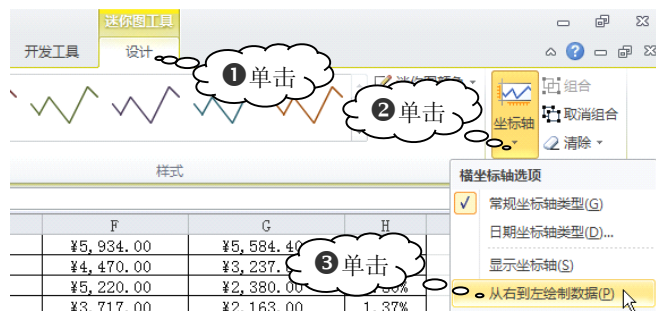 迷你图工具
开发工具 设计
❶单击
❷单击
坐标轴
组合
取消组合
清除
样式
横坐标轴选项
常规坐标轴类型(G)
日期坐标轴类型(D)...
显示坐标轴(S)
从右到左绘制数据(P)
❸单击
F G H
¥5,934.00 ¥5,584.40
¥4,470.00 ¥3,237.
¥5,220.00 ¥2,380.00
¥3,717.00 ¥2,163.00 1.37%